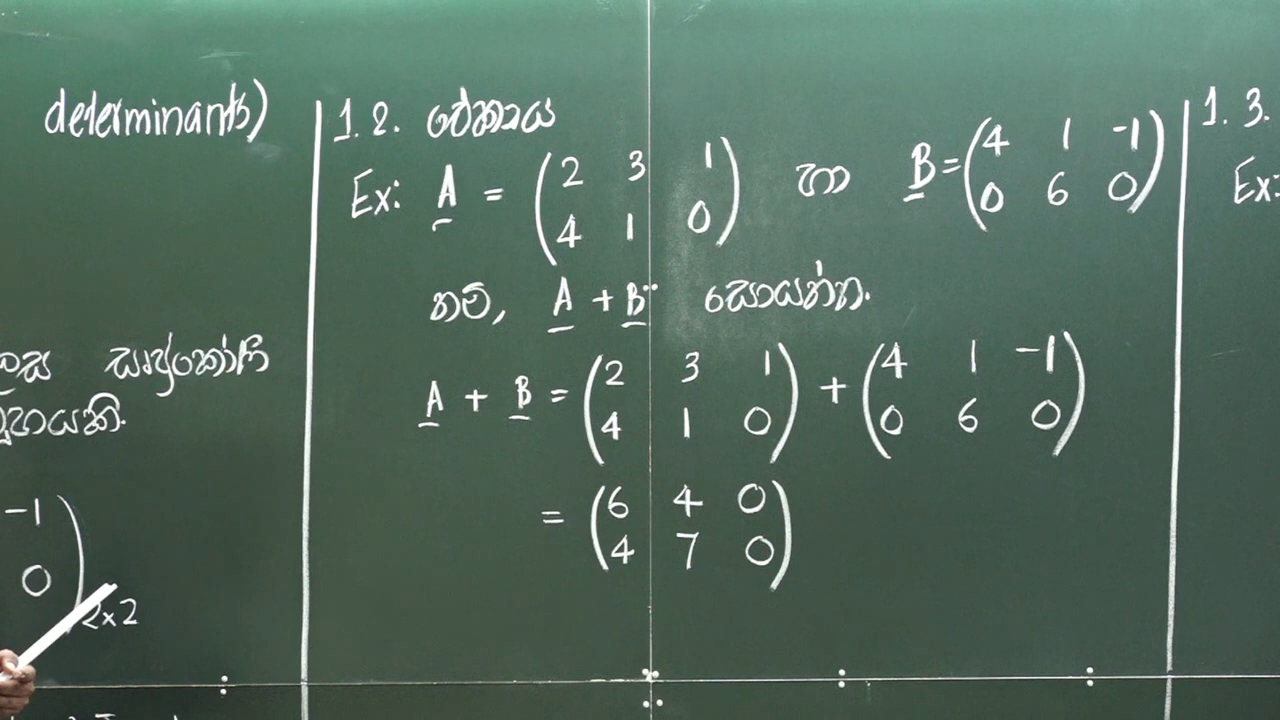 determinants)
සෘජුකෝණී
-1
0
2×2
1.2. ඓක්‍යය
Ex: A = (2 3 1
4 1 0) හා B = (4 1 -1
0 6 0)
නම්, A + B සොයන්න.
A + B = (2 3 1
4 1 0) + (4 1 -1
0 6 0)
= (6 4 0
4 7 0)
1.3.
Ex: